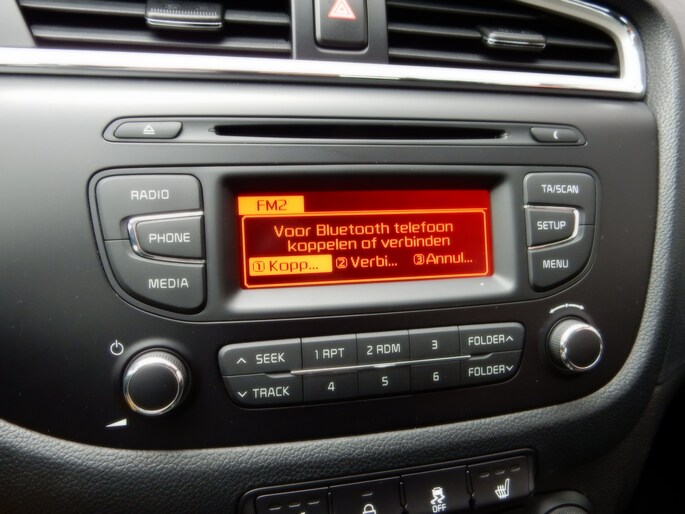 FM2
Voor Bluetooth telefoon
koppelen of verbinden
① Kopp... ② Verbi... ③ Annul...
RADIO
PHONE
MEDIA
TA/SCAN
SETUP
MENU
SEEK 1 RPT 2 RDM 3 FOLDER
TRACK 4 5 6 FOLDER
OFF